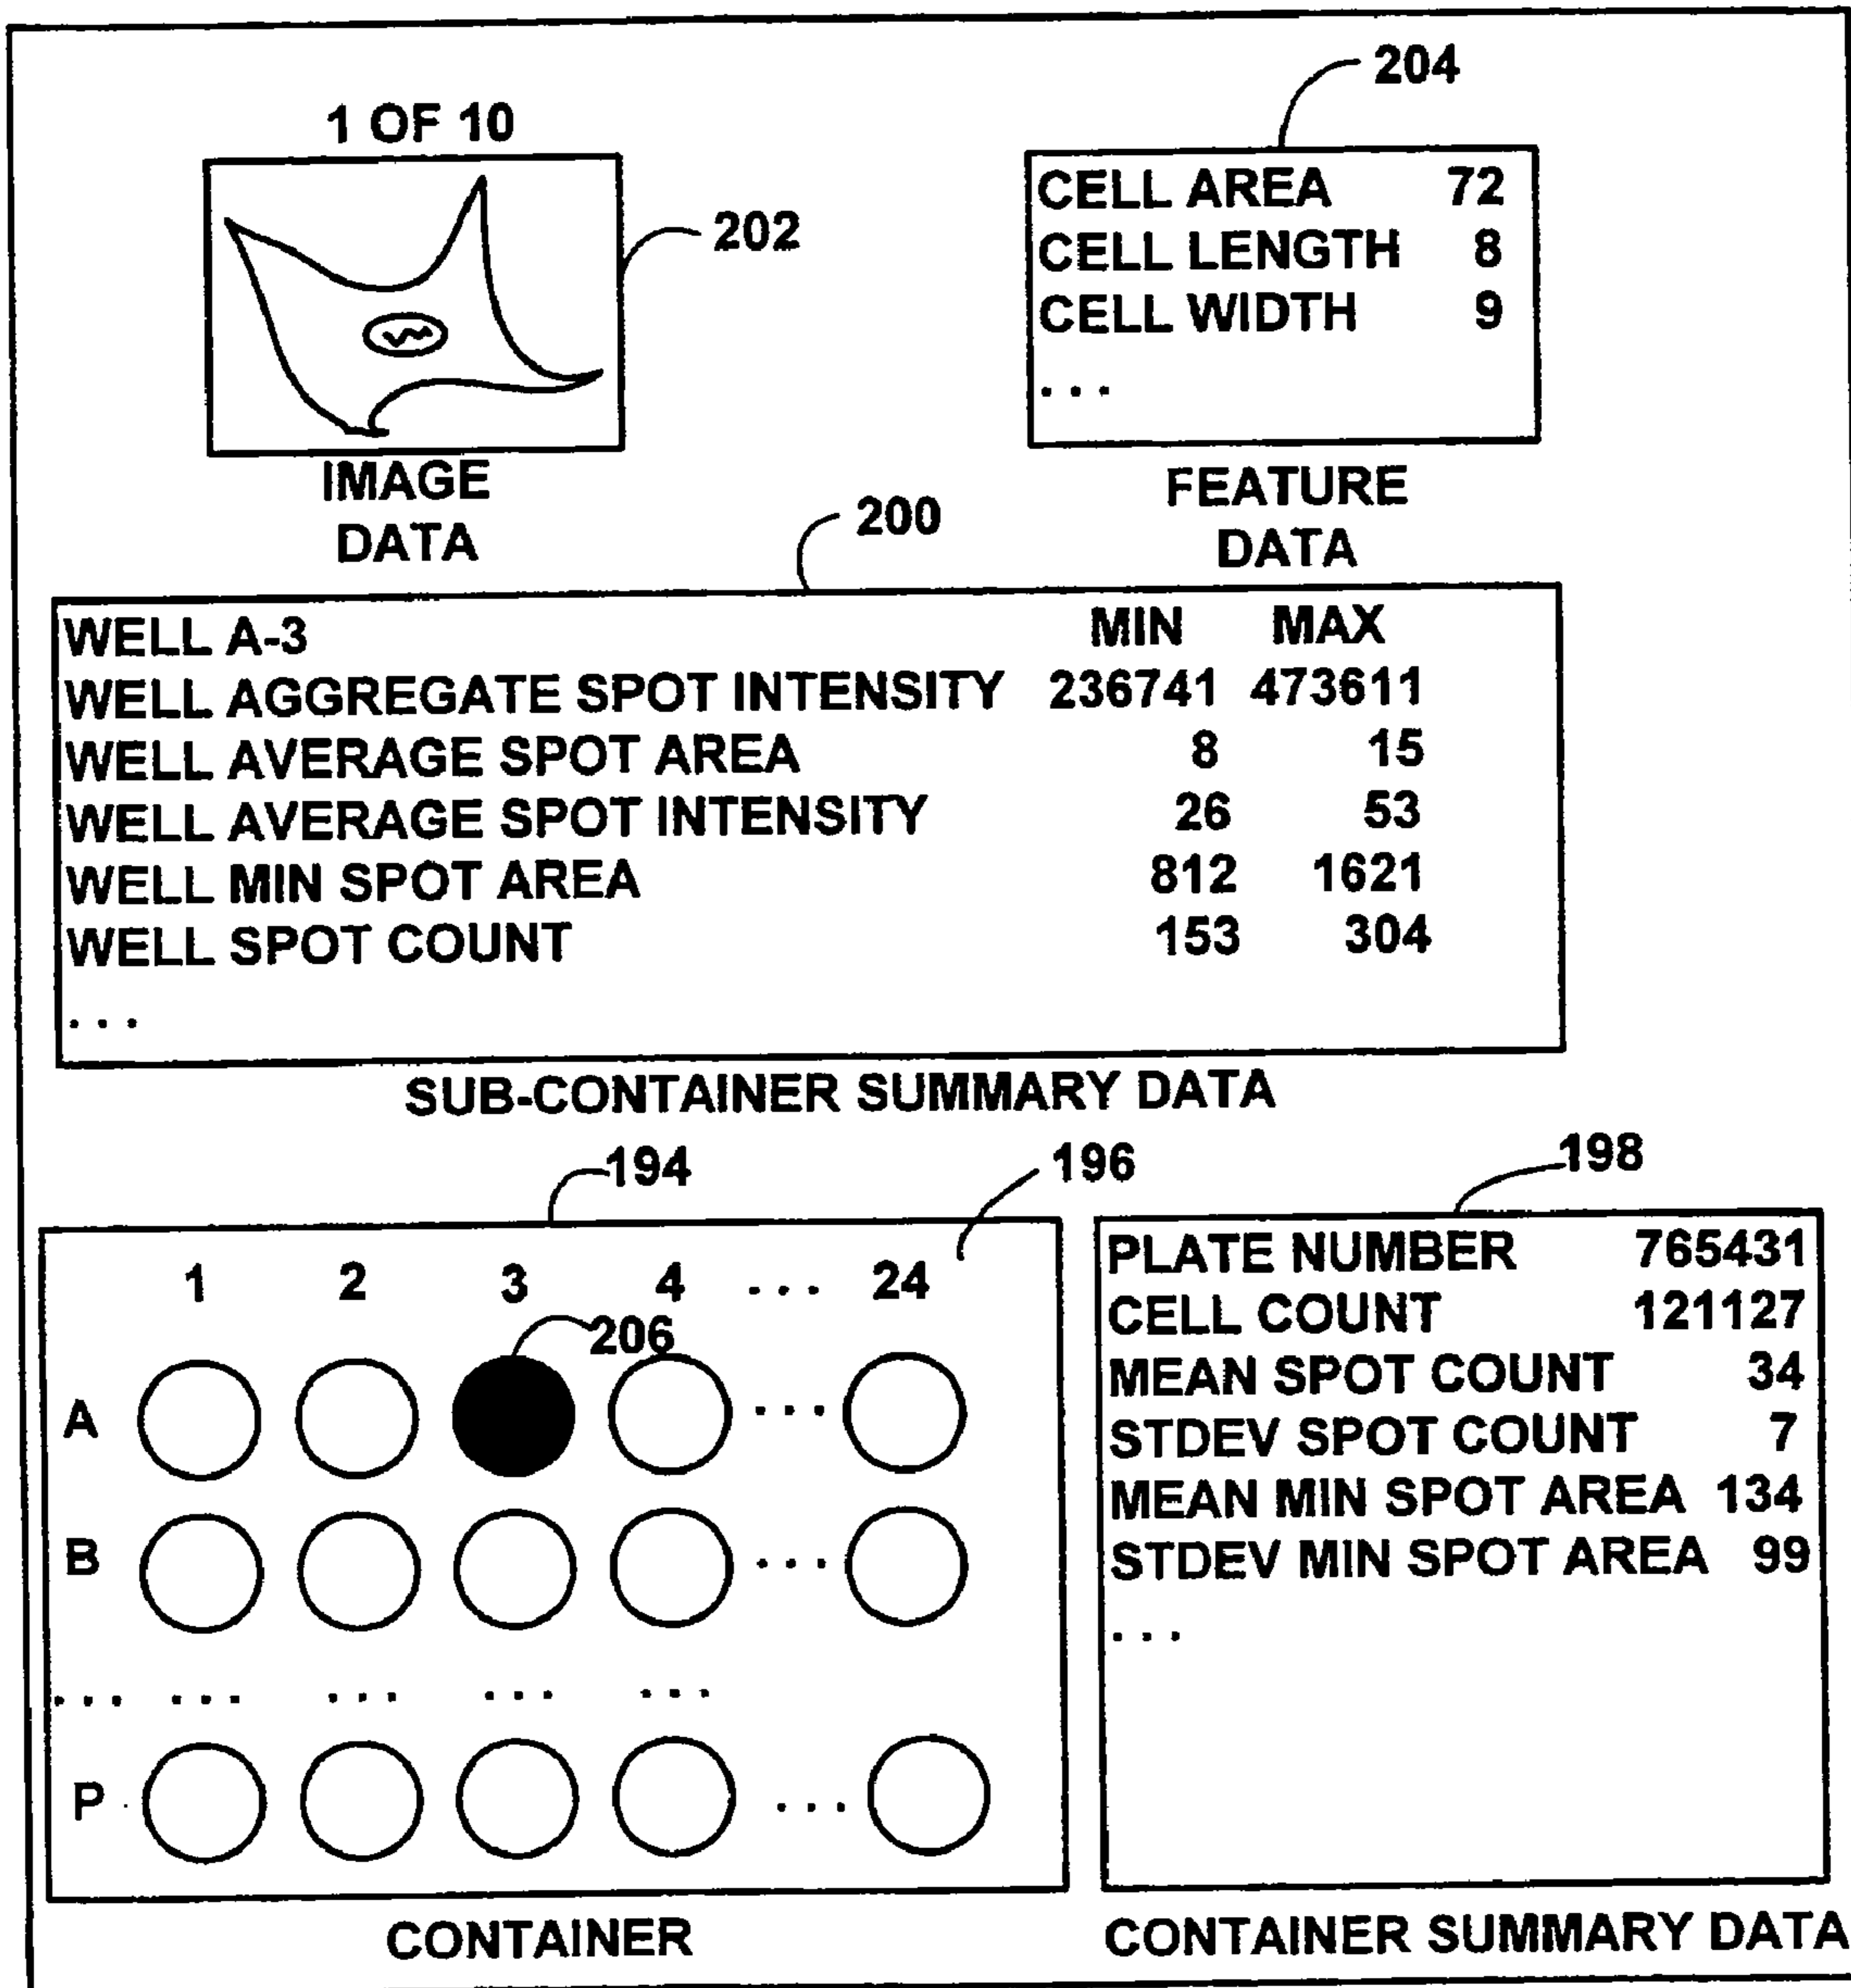 204
1 OF 10
202
CELL AREA 72
CELL LENGTH 8
CELL WIDTH 9
. . .
IMAGE
DATA
FEATURE
DATA
200
WELL A-3 MIN MAX
WELL AGGREGATE SPOT INTENSITY 236741 473611
WELL AVERAGE SPOT AREA 8 15
WELL AVERAGE SPOT INTENSITY 26 53
WELL MIN SPOT AREA 812 1621
WELL SPOT COUNT 153 304
. . .
SUB-CONTAINER SUMMARY DATA
194
196
198
1 2 3 4 . . . 24
206
A . . .
B . . .
. . . . . . . . . . . . . . .
P . . .
CONTAINER
PLATE NUMBER 765431
CELL COUNT 121127
MEAN SPOT COUNT 34
STDEV SPOT COUNT 7
MEAN MIN SPOT AREA 134
STDEV MIN SPOT AREA 99
. . .
CONTAINER SUMMARY DATA